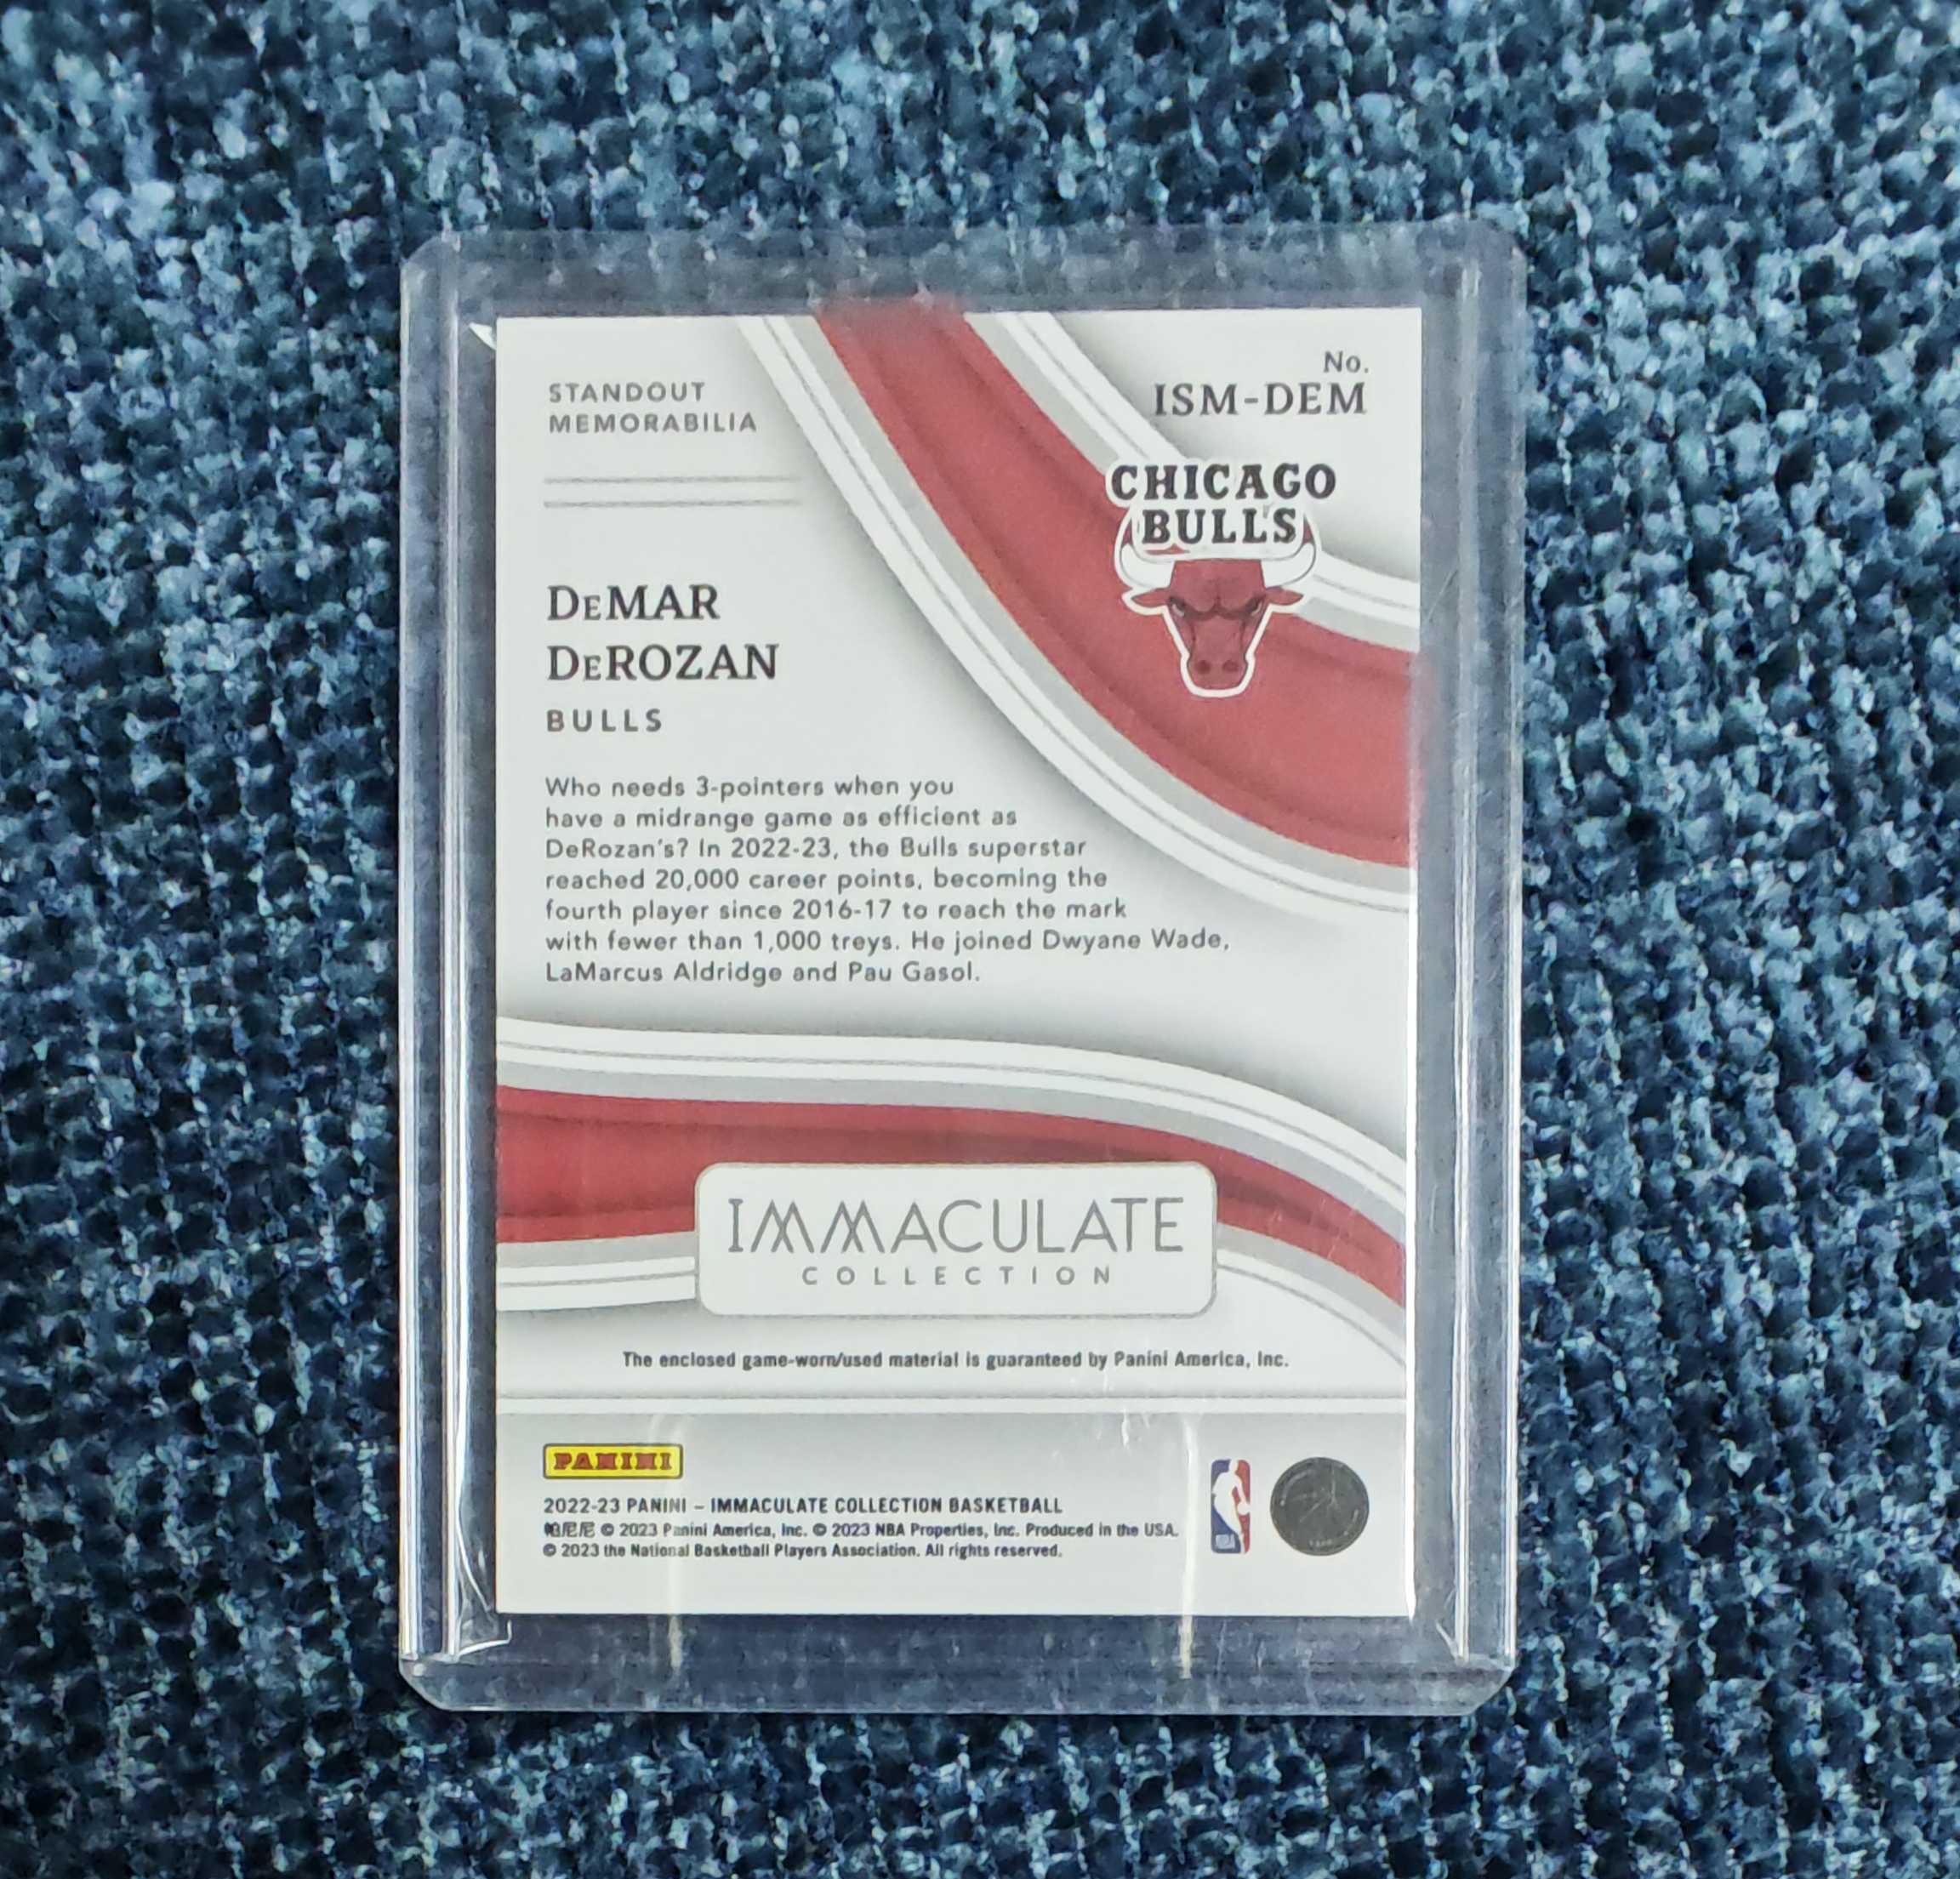 STANDOUT
MEMORABILIA
No.
ISM-DEM
CHICAGO
BULLS
DeMAR
DeROZAN
BULLS
Who needs 3-pointers when you
have a midrange game as efficient as
DeRozan's? In 2022-23, the Bulls superstar
reached 20,000 career points, becoming the
fourth player since 2016-17 to reach the mark
with fewer than 1,000 treys. He joined Dwyane Wade,
LaMarcus Aldridge and Pau Gasol.
IMMACULATE
COLLECTION
The enclosed game-worn/used material is guaranteed by Panini America, Inc.
PANINI
2022-23 PANINI – IMMACULATE COLLECTION BASKETBALL
帕尼尼 © 2023 Panini America, Inc. © 2023 NBA Properties, Inc. Produced in the USA.
© 2023 the National Basketball Players Association. All rights reserved.